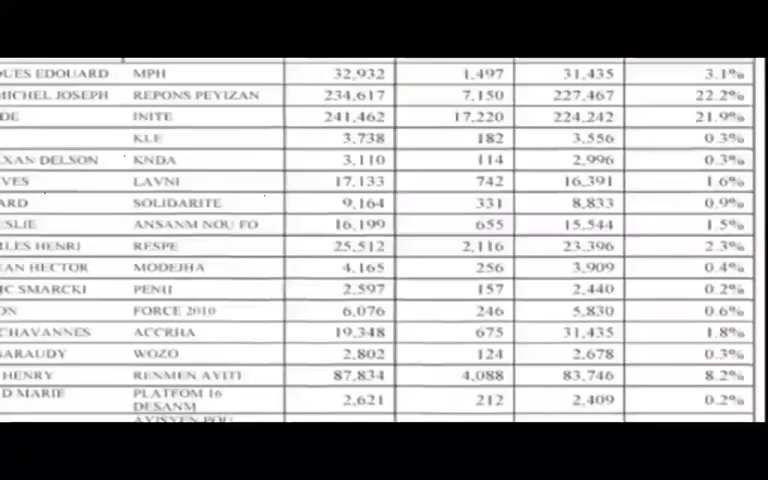 QUES EDOUARD MPH 32,932 1,497 31,435 3.1%
MICHEL JOSEPH REPONS PEYIZAN 234,617 7,150 227,467 22.2%
DE INITE 241,462 17,220 224,242 21.9%
KLE 3,738 182 3,556 0.3%
AXAN DELSON KNDA 3,110 114 2,996 0.3%
VES LAVNI 17,133 742 16,391 1.6%
ARD SOLIDARITE 9,164 331 8,833 0.9%
ESLIE ANSANM NOU FO 16,199 655 15,544 1.5%
RLES HENRI RESPE 25,512 2,116 23,396 2.3%
EAN HECTOR MODEJHA 4,165 256 3,909 0.4%
IC SMARCKI PENH 2,597 157 2,440 0.2%
ON FORCE 2010 6,076 246 5,830 0.6%
CHAVANNES ACCRHA 19,348 675 31,435 1.8%
GARAUDY WOZO 2,802 124 2,678 0.3%
HENRY RENMEN AYITI 87,834 4,088 83,746 8.2%
D MARIE PLATFOM 16
DESANM 2,621 212 2,409 0.2%